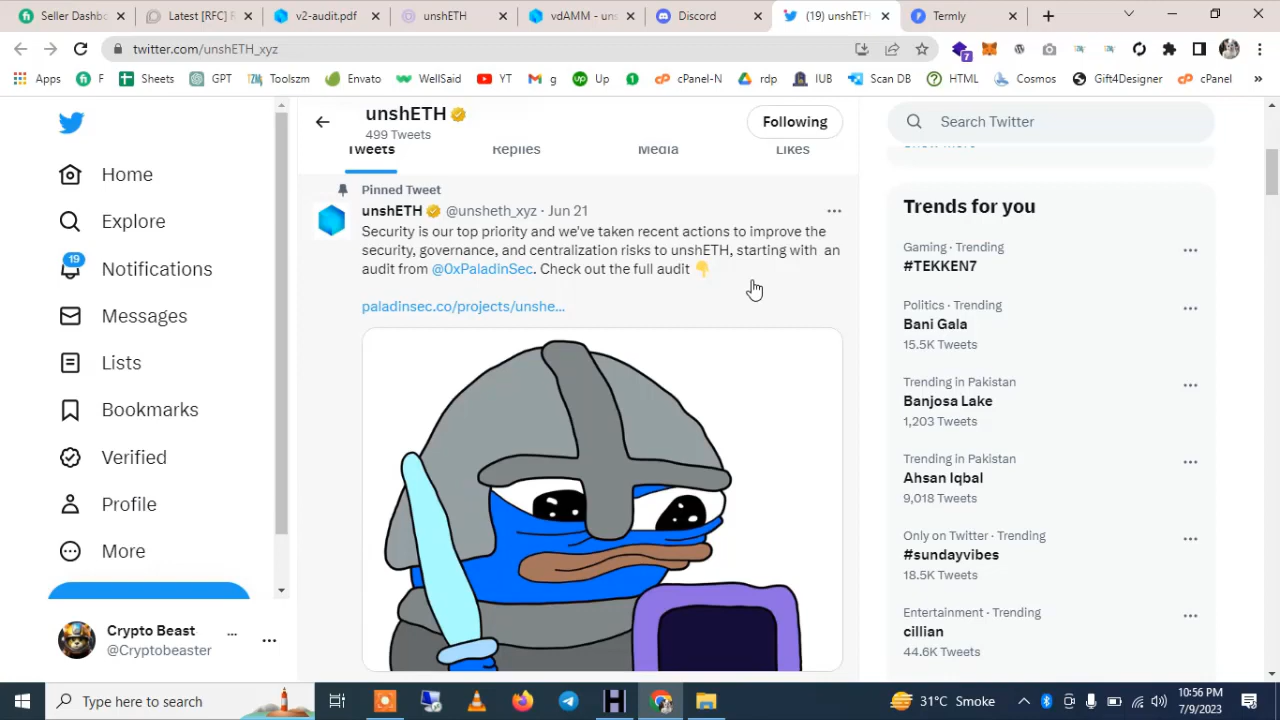 Seller Dashb
Latest [RFC] R
v2-audit.pdf
unshETH
vdAMM - uns
Discord
(19) unshETH
Termly
twitter.com/unshETH_xyz
7
Apps
F
Sheets
GPT
Toolszm
Envato
WellSaid
YT
g
Up
cPanel-N
rdp
IUB
Scan DB
HTML
Cosmos
Gift4Designer
cPanel
Home
Explore
19
Notifications
Messages
Lists
Bookmarks
Verified
Profile
More
Crypto Beast
@Cryptobeaster
unshETH
499 Tweets
Following
Tweets
Replies
Media
Likes
Pinned Tweet
unshETH @unsheth_xyz · Jun 21
Security is our top priority and we've taken recent actions to improve the
security, governance, and centralization risks to unshETH, starting with an
audit from @0xPaladinSec. Check out the full audit 👇
paladinsec.co/projects/unshe...
Search Twitter
Show more
Trends for you
Gaming · Trending
#TEKKEN7
Politics · Trending
Bani Gala
15.5K Tweets
Trending in Pakistan
Banjosa Lake
1,203 Tweets
Trending in Pakistan
Ahsan Iqbal
9,018 Tweets
Only on Twitter · Trending
#sundayvibes
18.5K Tweets
Entertainment · Trending
cillian
44.6K Tweets
Type here to search
31°C Smoke
10:56 PM
7/9/2023